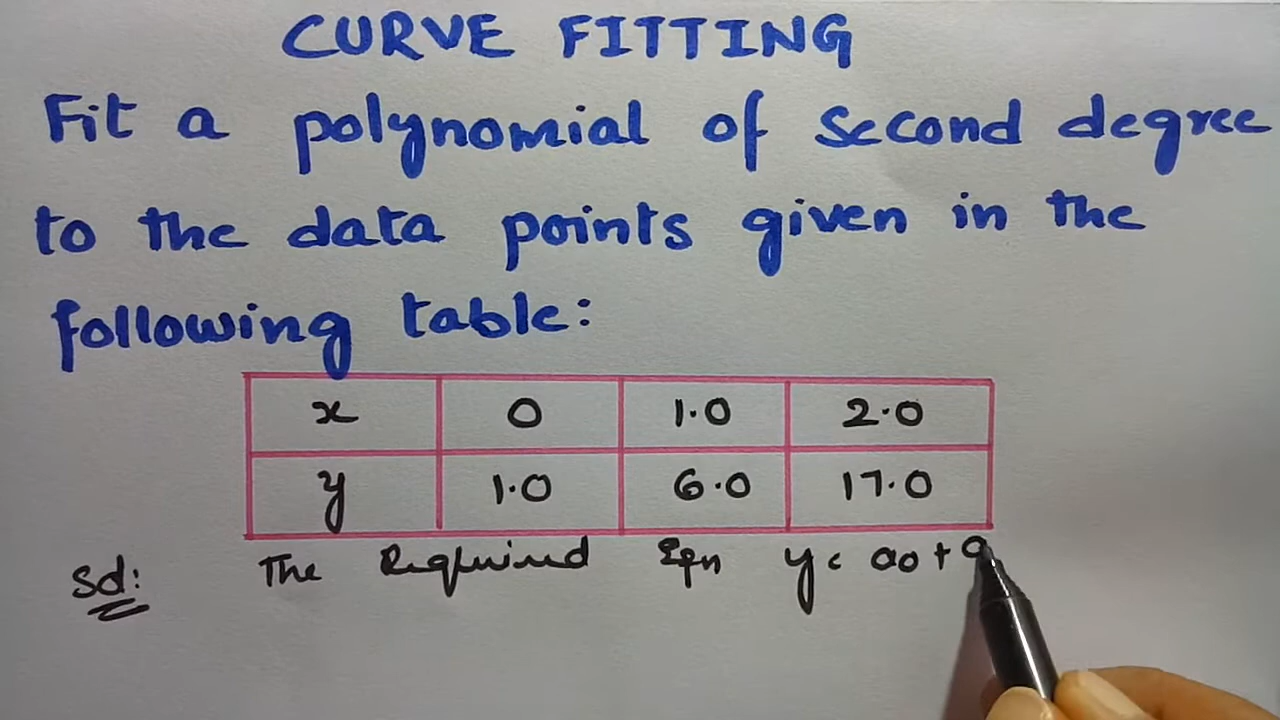 CURVE FITTING
Fit a polynomial of second degree
to the data points given in the
following table:
x 0 1.0 2.0
y 1.0 6.0 17.0
Sol: The Required Eqn y = a0 + a